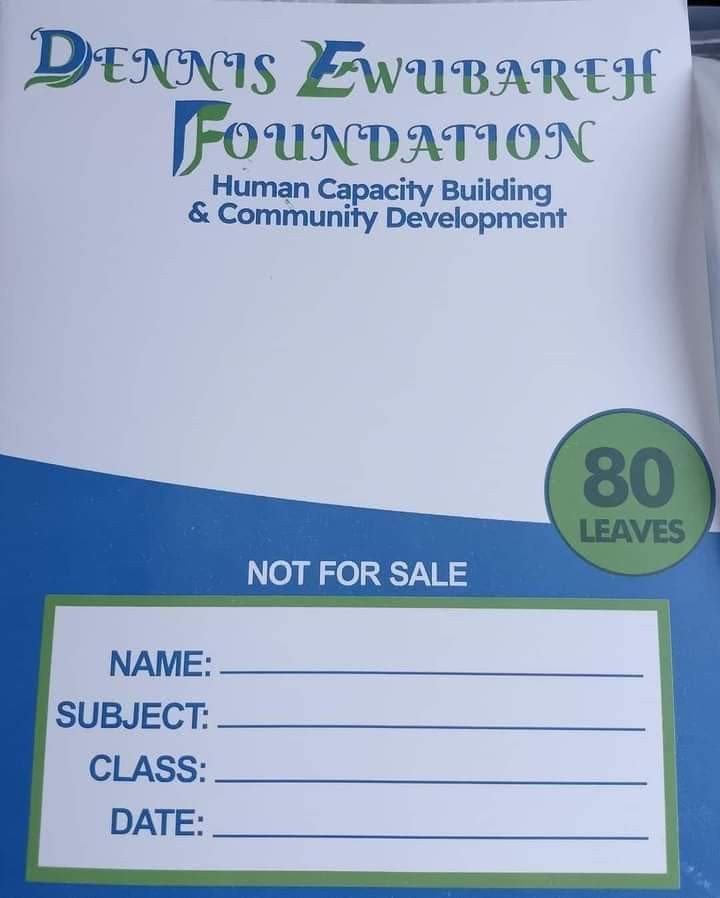 DENNIS EWUBAREH
FOUNDATION
Human Capacity Building
& Community Development
80
LEAVES
NOT FOR SALE
NAME:
SUBJECT:
CLASS:
DATE: